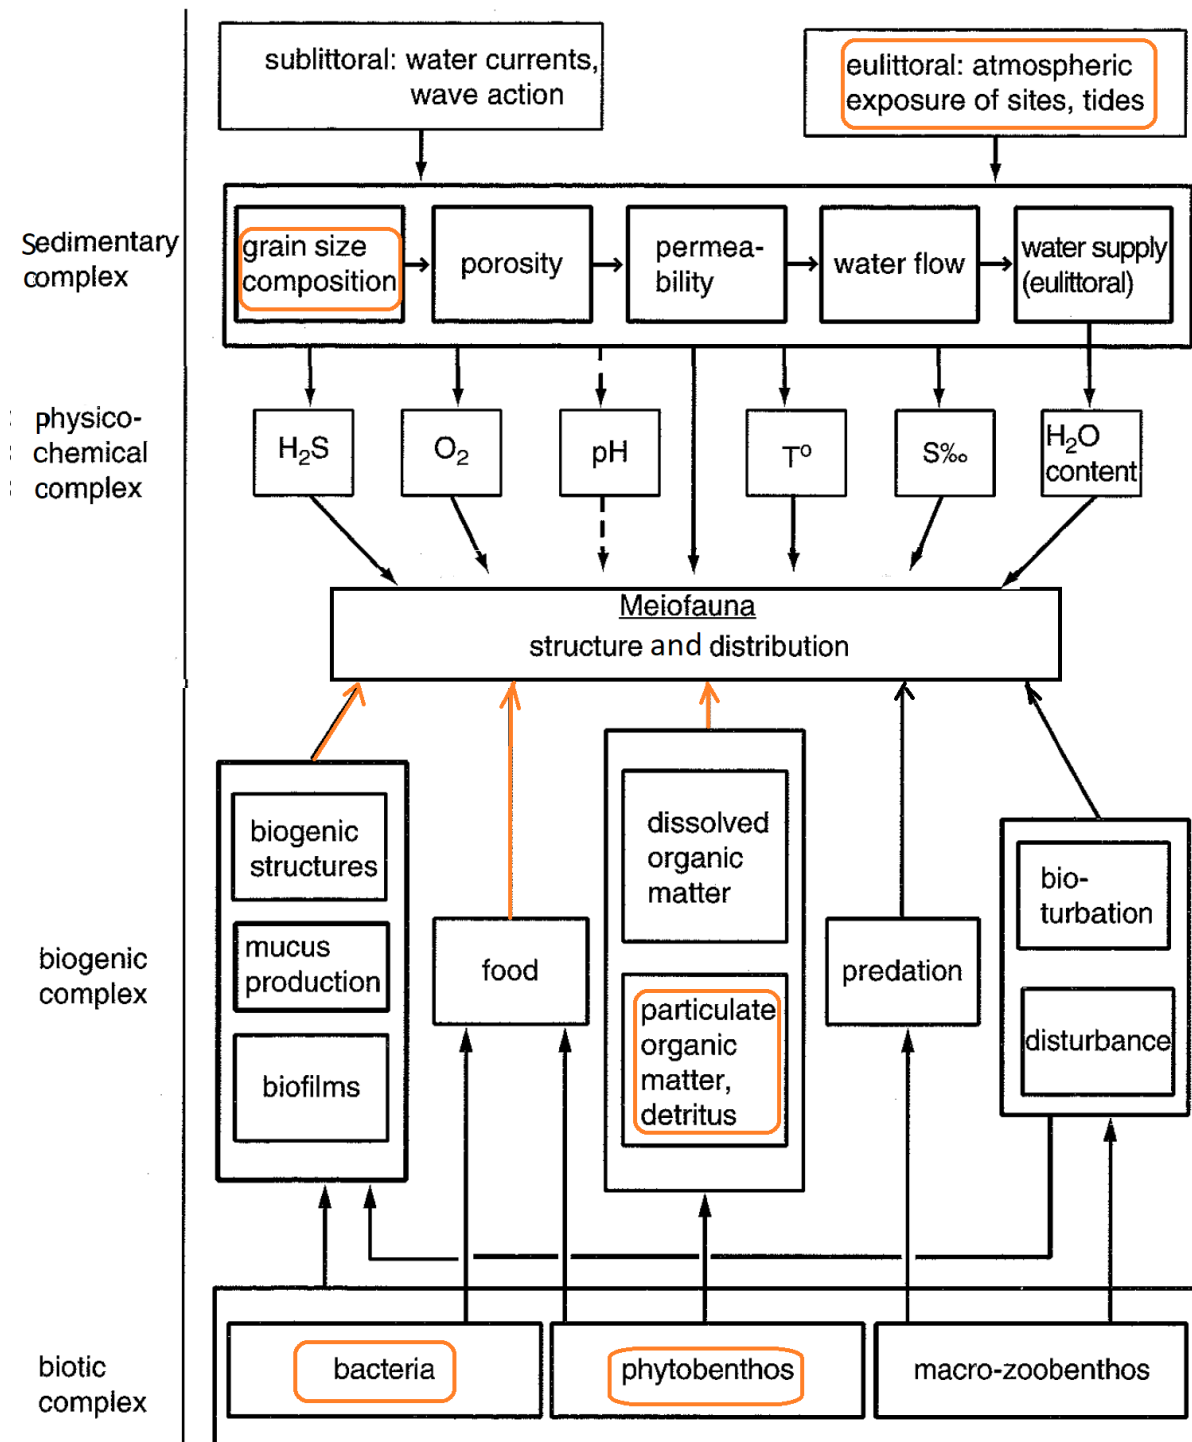 sublittoral: water currents,
wave action
eulittoral: atmospheric
exposure of sites, tides
Sedimentary
complex
grain size
composition
porosity
permea-
bility
water flow
water supply
(eulittoral)
physico-
chemical
complex
H₂S
O₂
pH
T°
S‰
H₂O
content
Meiofauna
structure and distribution
biogenic
complex
biogenic
structures
mucus
production
biofilms
food
dissolved
organic
matter
particulate
organic
matter,
detritus
predation
bio-
turbation
disturbance
biotic
complex
bacteria
phytobenthos
macro-zoobenthos